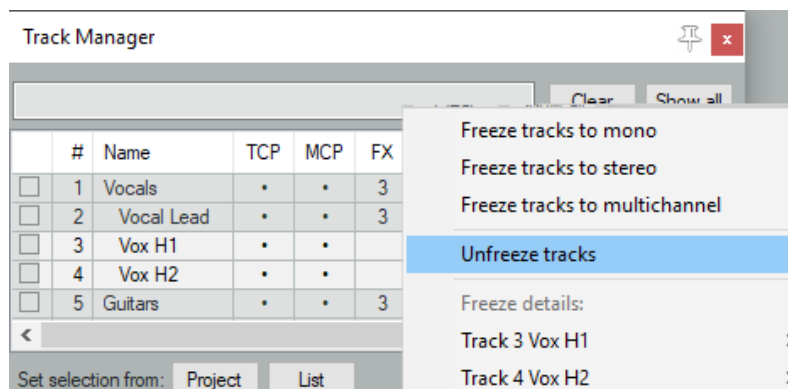 Track Manager
x
Clear Show all
# Name TCP MCP FX
1 Vocals • • 3
2 Vocal Lead • • 3
3 Vox H1 • •
4 Vox H2 • •
5 Guitars • • 3
Set selection from: Project List
Freeze tracks to mono
Freeze tracks to stereo
Freeze tracks to multichannel
Unfreeze tracks
Freeze details:
Track 3 Vox H1
Track 4 Vox H2